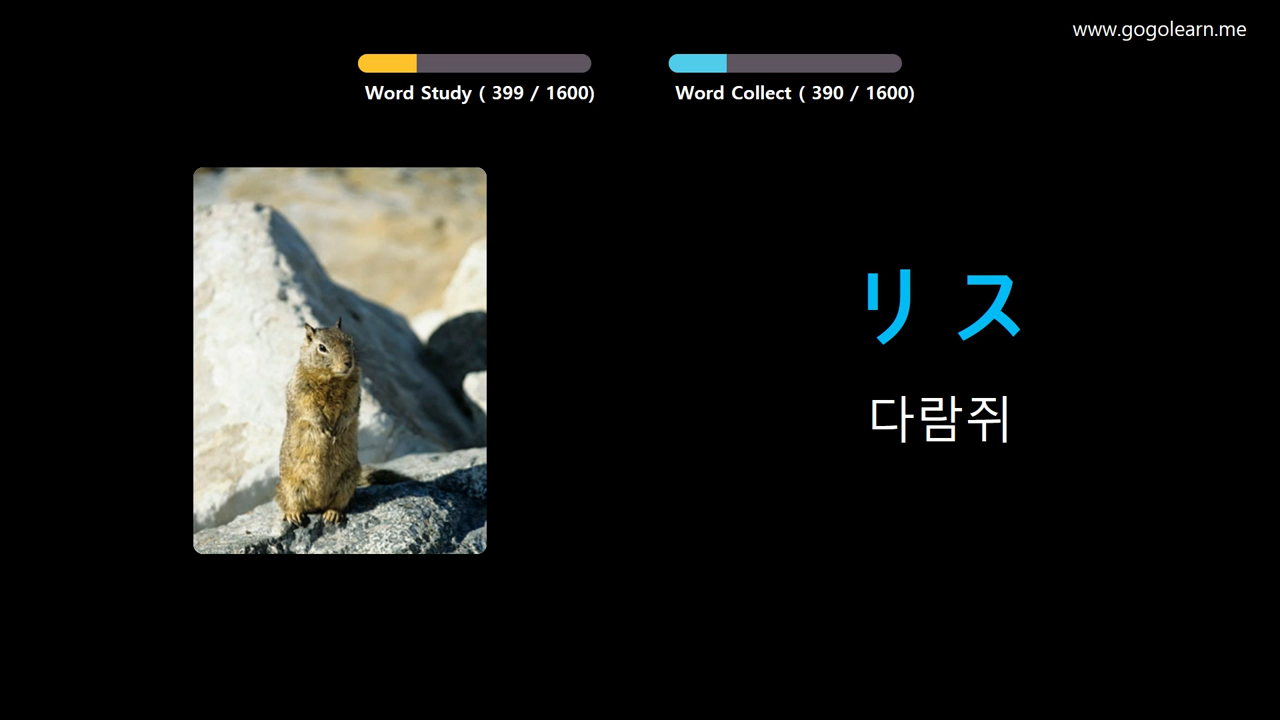 www.gogolearn.me
Word Study ( 399 / 1600)
Word Collect ( 390 / 1600)
リ ス
다람쥐